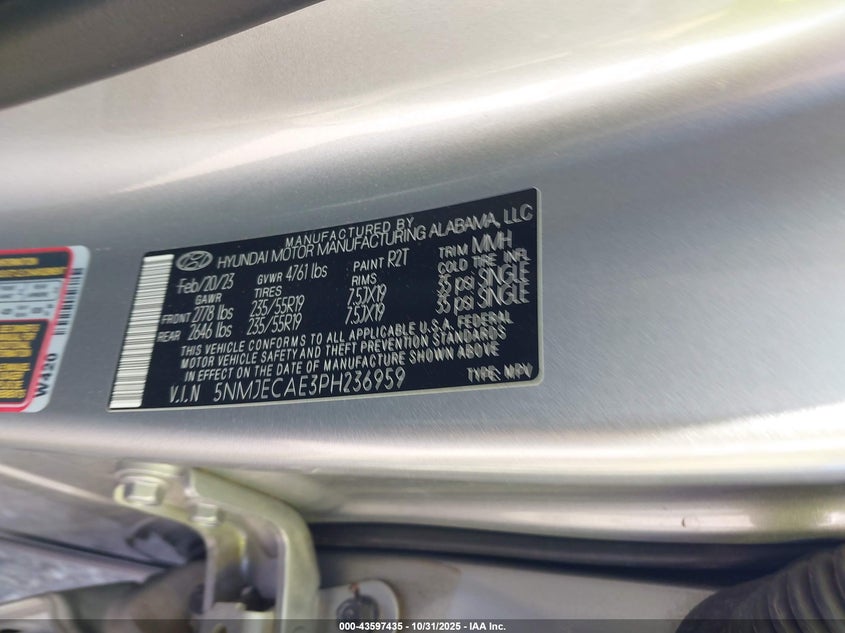 MANUFACTURED BY
HYUNDAI MOTOR MANUFACTURING ALABAMA, LLC
Feb/20/23 GVWR 4761 lbs PAINT R2T TRIM MMH
GAWR TIRES RIMS COLD TIRE INFL
FRONT 2778 lbs 235/55R19 7.5JX19 35 psi SINGLE
REAR 2646 lbs 235/55R19 7.5JX19 35 psi SINGLE
THIS VEHICLE CONFORMS TO ALL APPLICABLE U.S.A. FEDERAL
MOTOR VEHICLE SAFETY AND THEFT PREVENTION STANDARDS
IN EFFECT ON THE DATE OF MANUFACTURE SHOWN ABOVE
V.I.N 5NMJECAE3PH236959 TYPE: MPV
W420
000-43597435 - 10/31/2025 - IAA Inc.